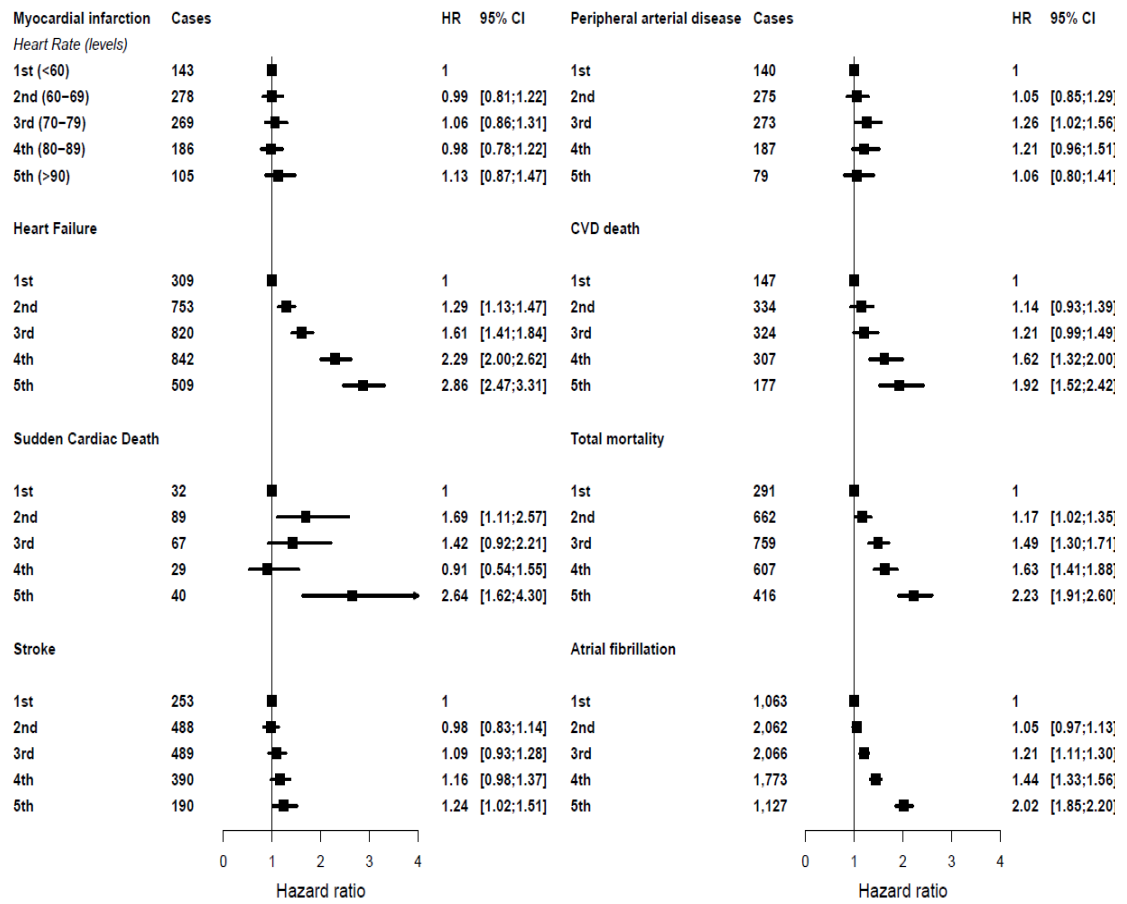 Myocardial infarction Cases HR 95% CI
Heart Rate (levels)
1st (<60) 143 1
2nd (60−69) 278 0.99 [0.81;1.22]
3rd (70−79) 269 1.06 [0.86;1.31]
4th (80−89) 186 0.98 [0.78;1.22]
5th (>90) 105 1.13 [0.87;1.47]
Heart Failure
1st 309 1
2nd 753 1.29 [1.13;1.47]
3rd 820 1.61 [1.41;1.84]
4th 842 2.29 [2.00;2.62]
5th 509 2.86 [2.47;3.31]
Sudden Cardiac Death
1st 32 1
2nd 89 1.69 [1.11;2.57]
3rd 67 1.42 [0.92;2.21]
4th 29 0.91 [0.54;1.55]
5th 40 2.64 [1.62;4.30]
Stroke
1st 253 1
2nd 488 0.98 [0.83;1.14]
3rd 489 1.09 [0.93;1.28]
4th 390 1.16 [0.98;1.37]
5th 190 1.24 [1.02;1.51]
0 1 2 3 4
Hazard ratio
Peripheral arterial disease Cases HR 95% CI
1st 140 1
2nd 275 1.05 [0.85;1.29]
3rd 273 1.26 [1.02;1.56]
4th 187 1.21 [0.96;1.51]
5th 79 1.06 [0.80;1.41]
CVD death
1st 147 1
2nd 334 1.14 [0.93;1.39]
3rd 324 1.21 [0.99;1.49]
4th 307 1.62 [1.32;2.00]
5th 177 1.92 [1.52;2.42]
Total mortality
1st 291 1
2nd 662 1.17 [1.02;1.35]
3rd 759 1.49 [1.30;1.71]
4th 607 1.63 [1.41;1.88]
5th 416 2.23 [1.91;2.60]
Atrial fibrillation
1st 1,063 1
2nd 2,062 1.05 [0.97;1.13]
3rd 2,066 1.21 [1.11;1.30]
4th 1,773 1.44 [1.33;1.56]
5th 1,127 2.02 [1.85;2.20]
0 1 2 3 4
Hazard ratio